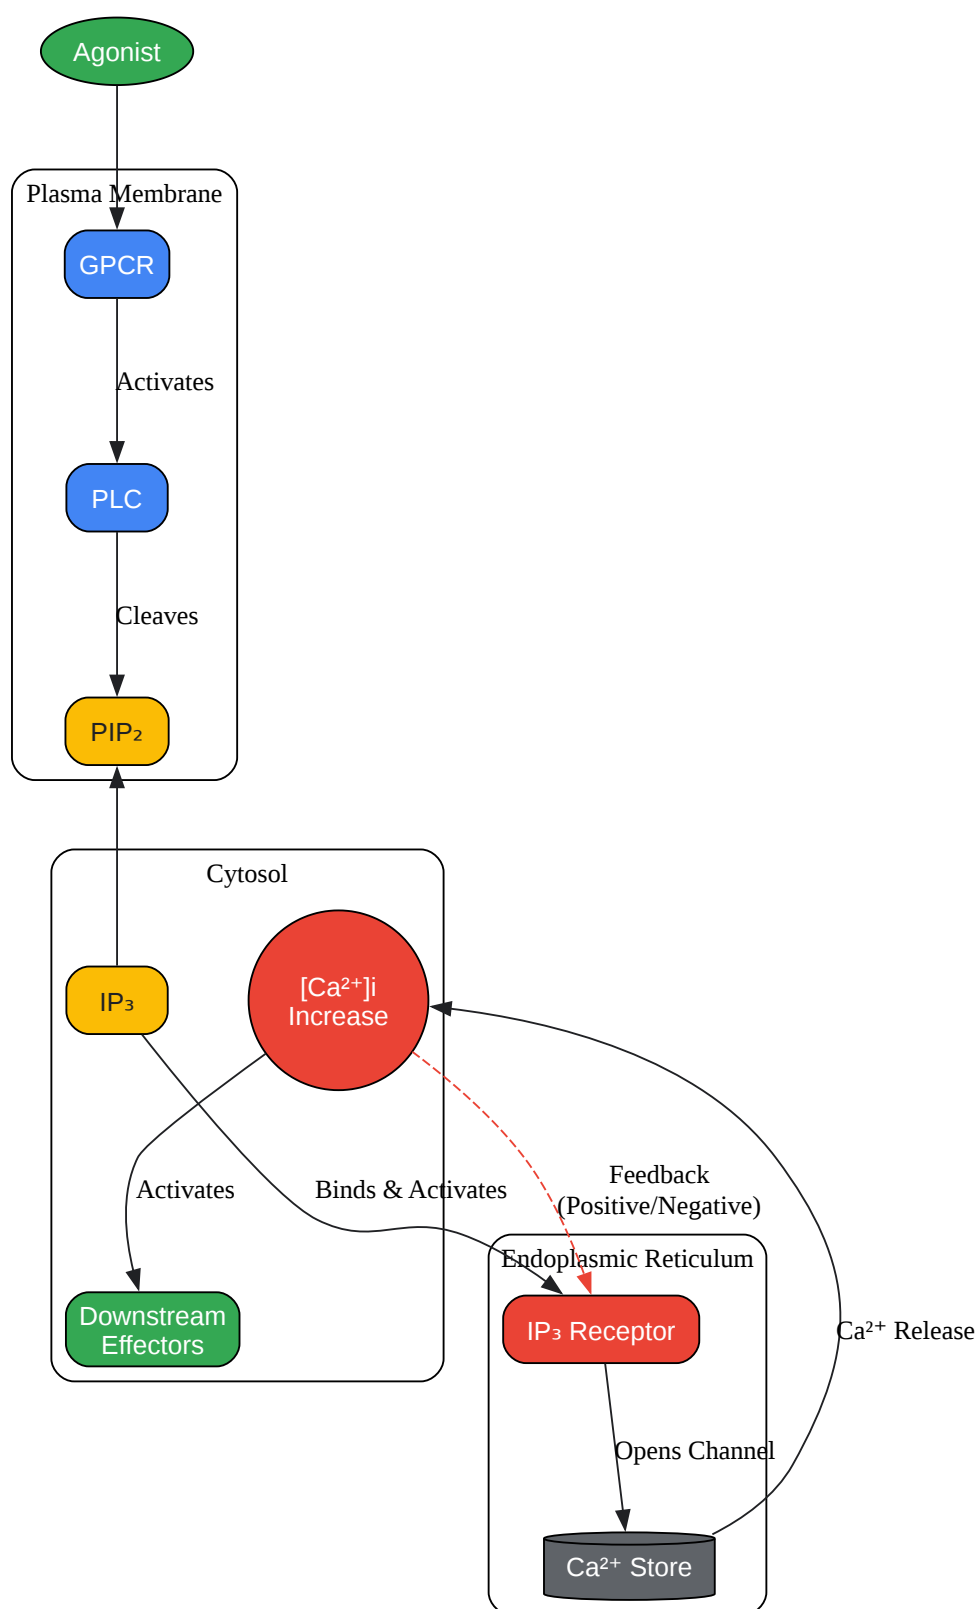 Agonist
Plasma Membrane
GPCR
Activates
PLC
Cleaves
PIP₂
Cytosol
[Ca²⁺]i
Increase
IP₃
Activates
Binds & Activates
Feedback
(Positive/Negative)
Endoplasmic Reticulum
Downstream
Effectors
IP₃ Receptor
Ca²⁺ Release
Opens Channel
Ca²⁺ Store